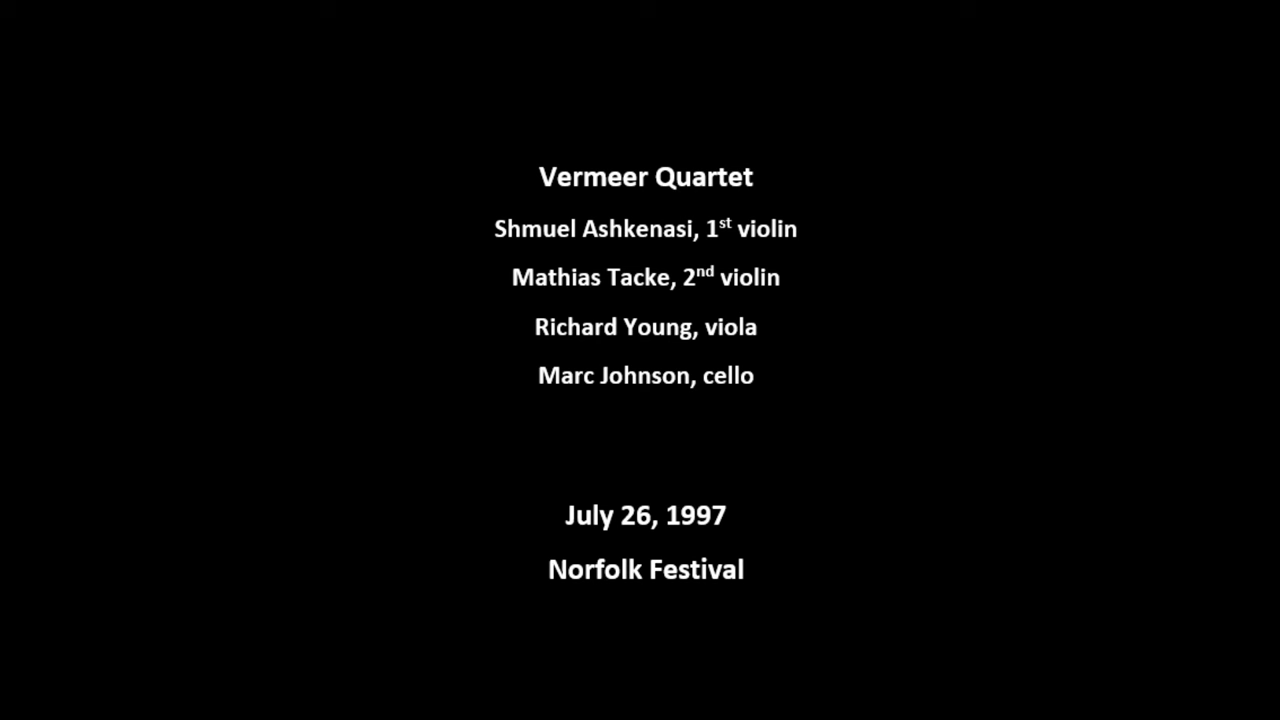 Vermeer Quartet
Shmuel Ashkenasi, 1st violin
Mathias Tacke, 2nd violin
Richard Young, viola
Marc Johnson, cello
July 26, 1997
Norfolk Festival